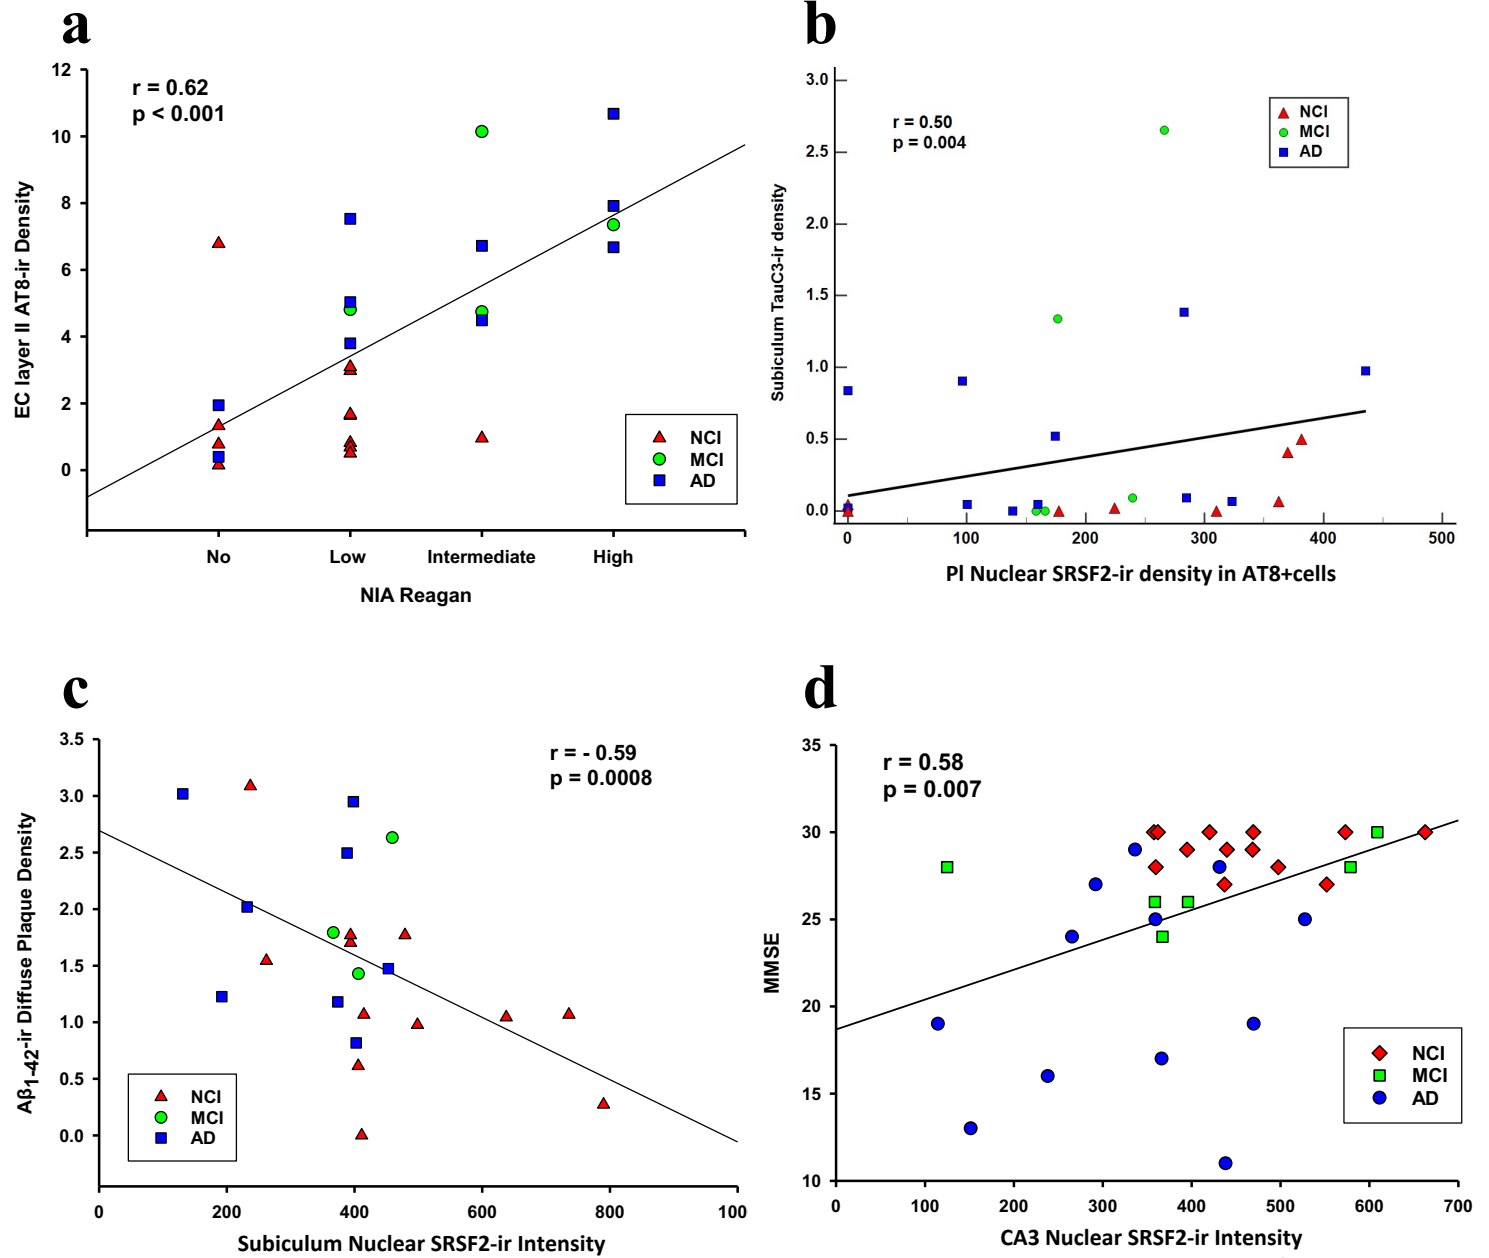 a
r = 0.62
p < 0.001
12
10
8
6
4
2
0
EC layer II AT8-ir Density
NCI
MCI
AD
No Low Intermediate High
NIA Reagan
b
r = 0.50
p = 0.004
3.0
2.5
2.0
1.5
1.0
0.5
0.0
Subiculum TauC3-ir density
NCI
MCI
AD
0 100 200 300 400 500
Pl Nuclear SRSF2-ir density in AT8+cells
c
r = - 0.59
p = 0.0008
3.5
3.0
2.5
2.0
1.5
1.0
0.5
0.0
Aβ1-42-ir Diffuse Plaque Density
NCI
MCI
AD
0 200 400 600 800 100
Subiculum Nuclear SRSF2-ir Intensity
d
r = 0.58
p = 0.007
35
30
25
20
15
10
MMSE
NCI
MCI
AD
0 100 200 300 400 500 600 700
CA3 Nuclear SRSF2-ir Intensity